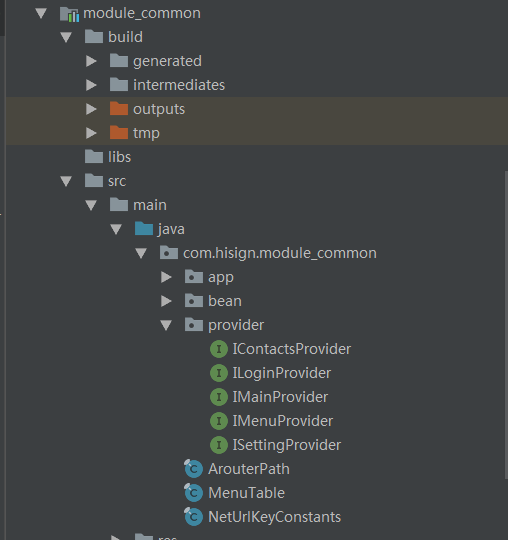 module_common
build
generated
intermediates
outputs
tmp
libs
src
main
java
com.hisign.module_common
app
bean
provider
IContactsProvider
ILoginProvider
IMainProvider
IMenuProvider
ISettingProvider
ArouterPath
MenuTable
NetUrlKeyConstants
res